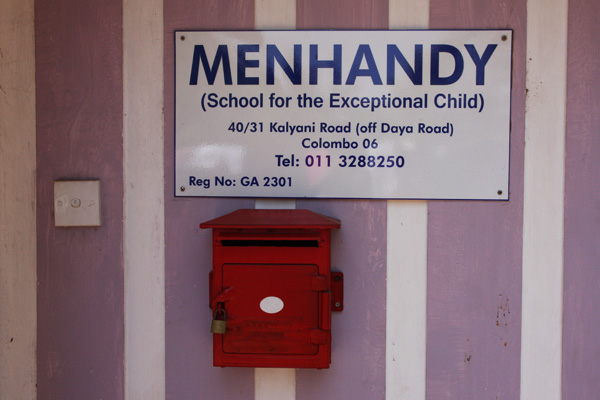 MENHANDY
(School for the Exceptional Child)
40/31 Kalyani Road (off Daya Road)
Colombo 06
Tel: 011 3288250
Reg No: GA 2301